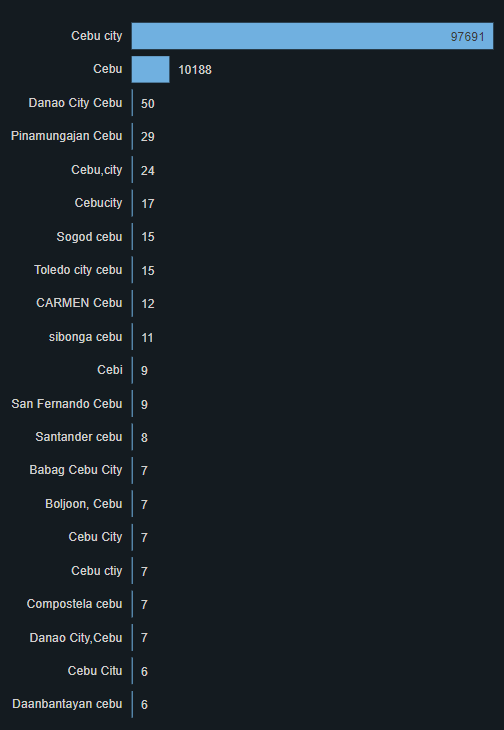 Cebu city 97691
Cebu 10188
Danao City Cebu 50
Pinamungajan Cebu 29
Cebu,city 24
Cebucity 17
Sogod cebu 15
Toledo city cebu 15
CARMEN Cebu 12
sibonga cebu 11
Cebi 9
San Fernando Cebu 9
Santander cebu 8
Babag Cebu City 7
Boljoon, Cebu 7
Cebu City 7
Cebu ctiy 7
Compostela cebu 7
Danao City,Cebu 7
Cebu Citu 6
Daanbantayan cebu 6